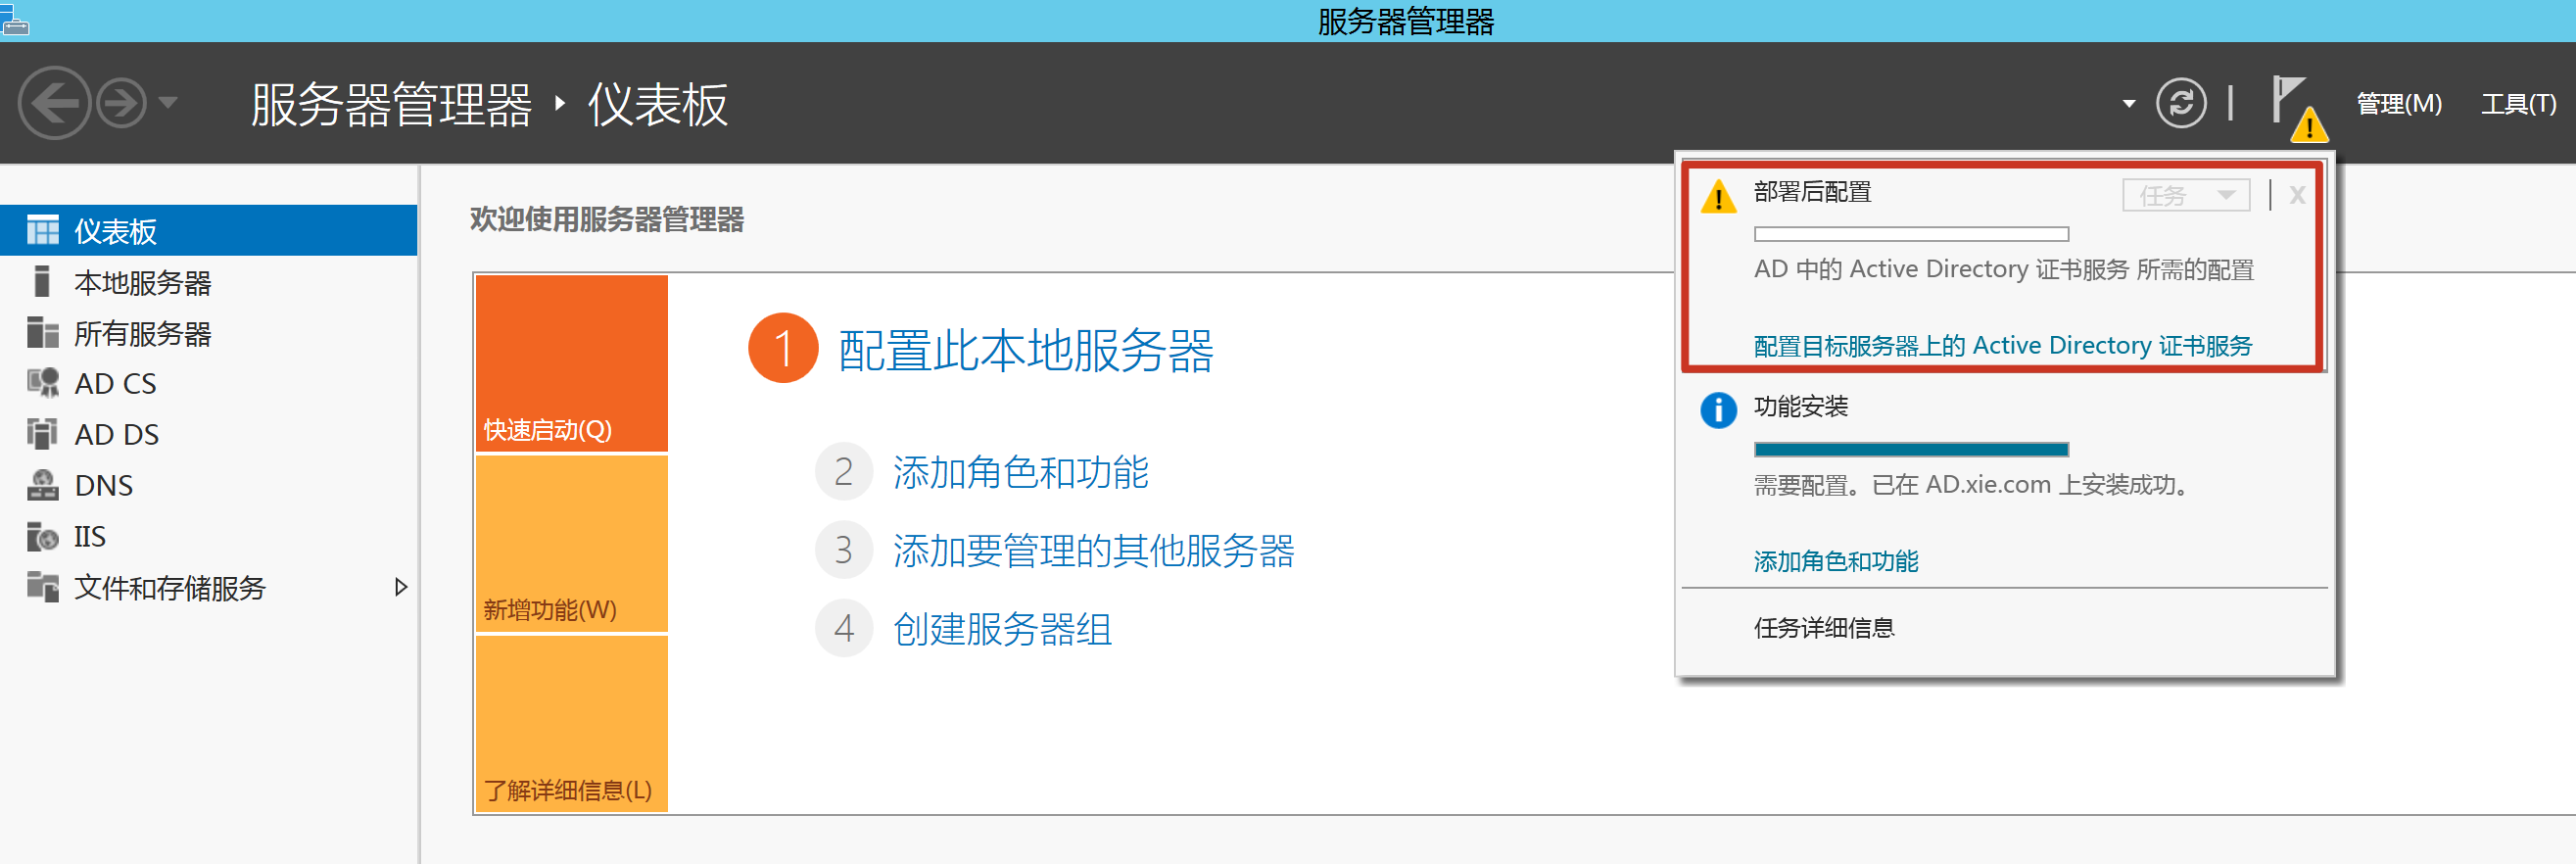 服务器管理器
服务器管理器 ‣ 仪表板
管理(M) 工具(T)
仪表板
本地服务器
所有服务器
AD CS
AD DS
DNS
IIS
文件和存储服务
欢迎使用服务器管理器
快速启动(Q)
新增功能(W)
了解详细信息(L)
1 配置此本地服务器
2 添加角色和功能
3 添加要管理的其他服务器
4 创建服务器组
部署后配置 任务 X
AD 中的 Active Directory 证书服务 所需的配置
配置目标服务器上的 Active Directory 证书服务
功能安装
需要配置。已在 AD.xie.com 上安装成功。
添加角色和功能
任务详细信息